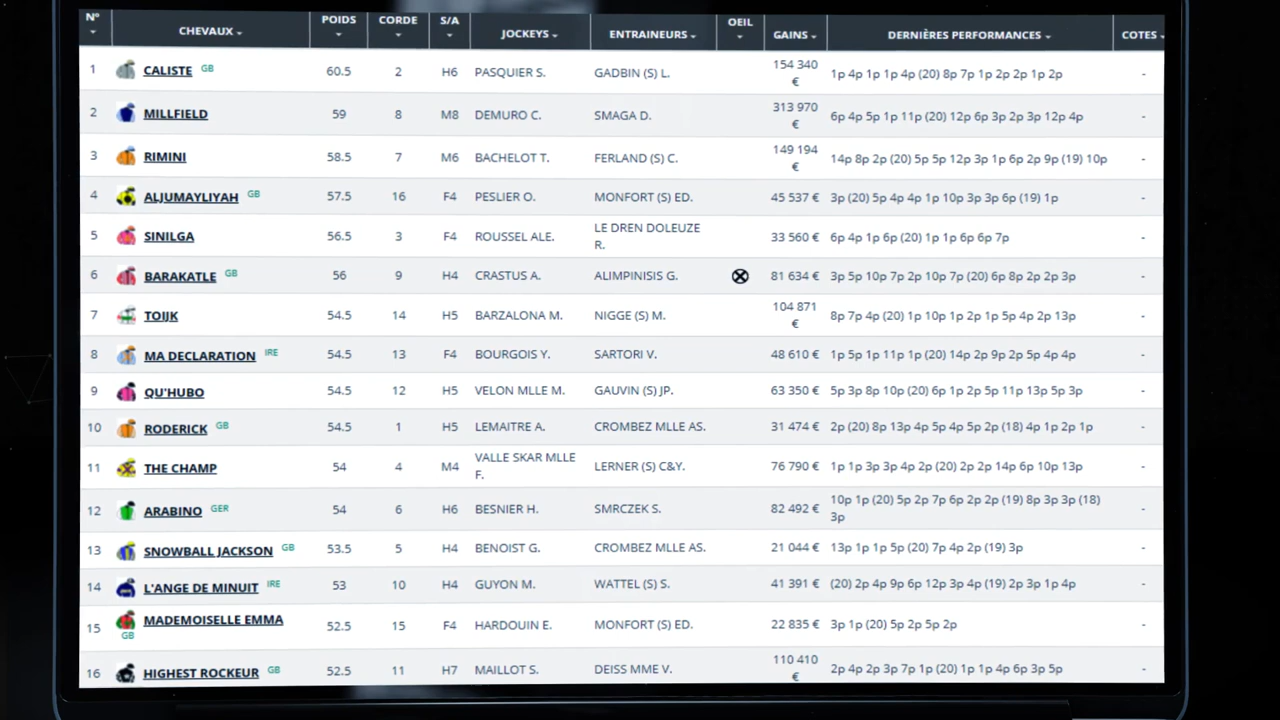 N° CHEVAUX POIDS CORDE S/A JOCKEYS ENTRAINEURS OEIL GAINS DERNIÈRES PERFORMANCES COTES
1 CALISTE GB 60.5 2 H6 PASQUIER S. GADBIN (S) L. 154 340 € 1p 4p 1p 1p 4p (20) 8p 7p 1p 2p 2p 1p 2p -
2 MILLFIELD 59 8 M8 DEMURO C. SMAGA D. 313 970 € 6p 4p 5p 1p 11p (20) 12p 6p 3p 2p 3p 12p 4p -
3 RIMINI 58.5 7 M6 BACHELOT T. FERLAND (S) C. 149 194 € 14p 8p 2p (20) 5p 5p 12p 3p 1p 6p 2p 9p (19) 10p -
4 ALJUMAYLIYAH GB 57.5 16 F4 PESLIER O. MONFORT (S) ED. 45 537 € 3p (20) 5p 4p 4p 1p 10p 3p 3p 6p (19) 1p -
5 SINILGA 56.5 3 F4 ROUSSEL ALE. LE DREN DOLEUZE R. 33 560 € 6p 4p 1p 6p (20) 1p 1p 6p 6p 7p -
6 BARAKATLE GB 56 9 H4 CRASTUS A. ALIMPINISIS G. 81 634 € 3p 5p 10p 7p 2p 10p 7p (20) 6p 8p 2p 2p 3p -
7 TOIJK 54.5 14 H5 BARZALONA M. NIGGE (S) M. 104 871 € 8p 7p 4p (20) 1p 10p 1p 2p 1p 5p 4p 2p 13p -
8 MA DECLARATION IRE 54.5 13 F4 BOURGOIS Y. SARTORI V. 48 610 € 1p 5p 1p 11p 1p (20) 14p 2p 9p 2p 5p 4p 4p -
9 QU'HUBO 54.5 12 H5 VELON MLLE M. GAUVIN (S) JP. 63 350 € 5p 3p 8p 10p (20) 6p 1p 2p 5p 11p 13p 5p 3p -
10 RODERICK GB 54.5 1 H5 LEMAITRE A. CROMBEZ MLLE AS. 31 474 € 2p (20) 8p 13p 4p 5p 4p 5p 2p (18) 4p 1p 2p 1p -
11 THE CHAMP 54 4 M4 VALLE SKAR MLLE F. LERNER (S) C&Y. 76 790 € 1p 1p 3p 3p 4p 2p (20) 2p 2p 14p 6p 10p 13p -
12 ARABINO GER 54 6 H6 BESNIER H. SMRCZEK S. 82 492 € 10p 1p (20) 5p 2p 7p 6p 2p 2p (19) 8p 3p 3p (18) 3p -
13 SNOWBALL JACKSON GB 53.5 5 H4 BENOIST G. CROMBEZ MLLE AS. 21 044 € 13p 1p 1p 5p (20) 7p 4p 2p (19) 3p -
14 L'ANGE DE MINUIT IRE 53 10 H4 GUYON M. WATTEL (S) S. 41 391 € (20) 2p 4p 9p 6p 12p 3p 4p (19) 2p 3p 1p 4p -
15 MADEMOISELLE EMMA GB 52.5 15 F4 HARDOUIN E. MONFORT (S) ED. 22 835 € 3p 1p (20) 5p 2p 5p 2p -
16 HIGHEST ROCKEUR GB 52.5 11 H7 MAILLOT S. DEISS MME V. 110 410 € 2p 4p 2p 3p 7p 1p (20) 1p 1p 4p 6p 3p 5p -